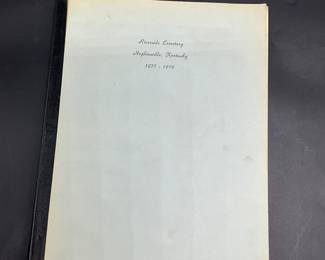 Riverside Cemetery
Hopkinsville, Kentucky